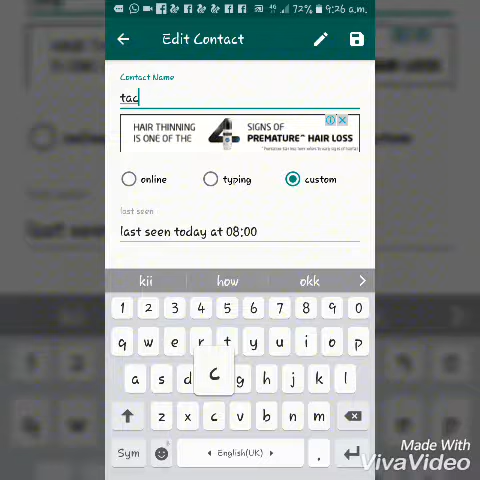 72% 9:26 a.m.
Edit Contact
Contact Name
tac
HAIR THINNING
IS ONE OF THE
4 SIGNS OF
PREMATURE^ HAIR LOSS
online
typing
custom
last seen
last seen today at 08:00
kii how okk
1 2 3 4 5 6 7 8 9 0
q w e r t y u i o p
a s d c g h j k l
z x c v b n m
Sym English(UK) .
Made With
VivaVideo